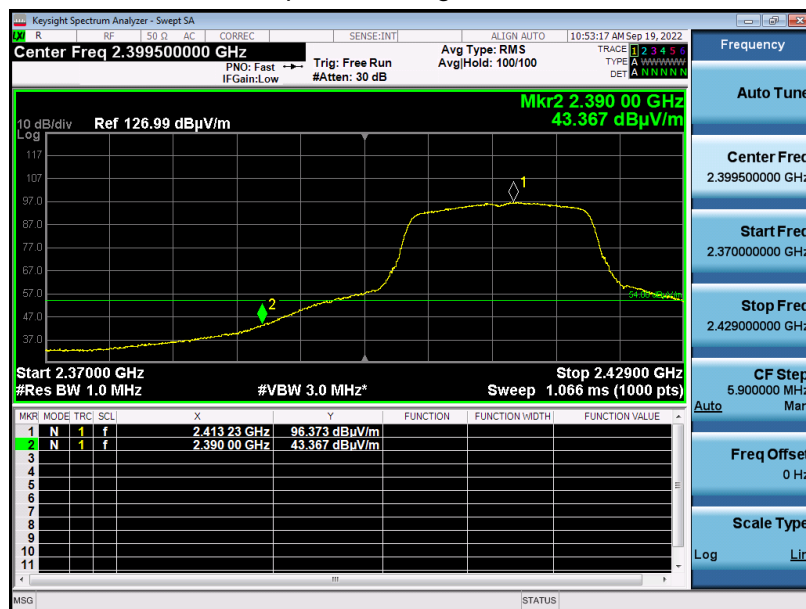 Keysight Spectrum Analyzer - Swept SA
LXI R RF 50 Ω AC CORREC SENSE:INT ALIGN AUTO 10:53:17 AM Sep 19, 2022
Center Freq 2.399500000 GHz
PNO: Fast
IFGain:Low
Trig: Free Run
#Atten: 30 dB
Avg Type: RMS
Avg|Hold: 100/100
TRACE 1 2 3 4 5 6
TYPE A WWWWW
DET A N N N N N
Mkr2 2.390 00 GHz
43.367 dBµV/m
10 dB/div Ref 126.99 dBµV/m
Log
117
107
97.0
87.0
77.0
67.0
57.0
47.0
37.0
1
2
54.00 dBµV/m
Start 2.37000 GHz Stop 2.42900 GHz
#Res BW 1.0 MHz #VBW 3.0 MHz* Sweep 1.066 ms (1000 pts)
MKR MODE TRC SCL X Y FUNCTION FUNCTION WIDTH FUNCTION VALUE
1 N 1 f 2.413 23 GHz 96.373 dBµV/m
2 N 1 f 2.390 00 GHz 43.367 dBµV/m
3
4
5
6
7
8
9
10
11
MSG STATUS
Frequency
Auto Tune
Center Freq
2.399500000 GHz
Start Freq
2.370000000 GHz
Stop Freq
2.429000000 GHz
CF Step
5.900000 MHz
Auto Man
Freq Offset
0 Hz
Scale Type
Log Lin